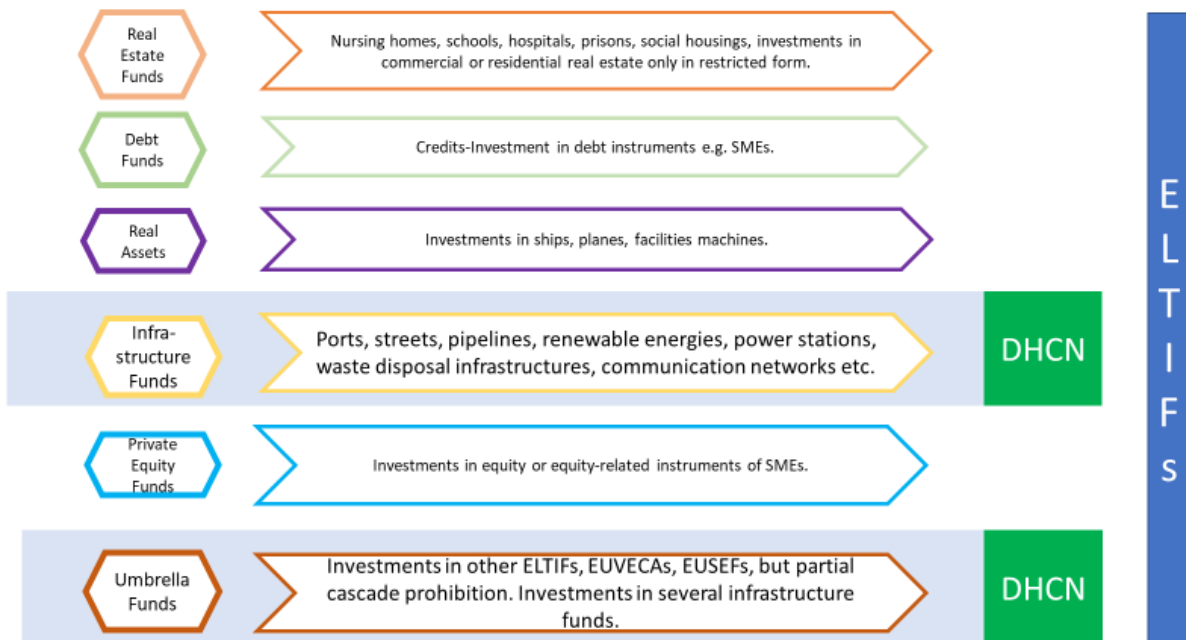 Real
Estate
Funds
Nursing homes, schools, hospitals, prisons, social housings, investments in
commercial or residential real estate only in restricted form.
Debt
Funds
Credits-Investment in debt instruments e.g. SMEs.
Real
Assets
Investments in ships, planes, facilities machines.
Infra-
structure
Funds
Ports, streets, pipelines, renewable energies, power stations,
waste disposal infrastructures, communication networks etc.
DHCN
Private
Equity
Funds
Investments in equity or equity-related instruments of SMEs.
Umbrella
Funds
Investments in other ELTIFs, EUVECAs, EUSEFs, but partial
cascade prohibition. Investments in several infrastructure
funds.
DHCN
E
L
T
I
F
s